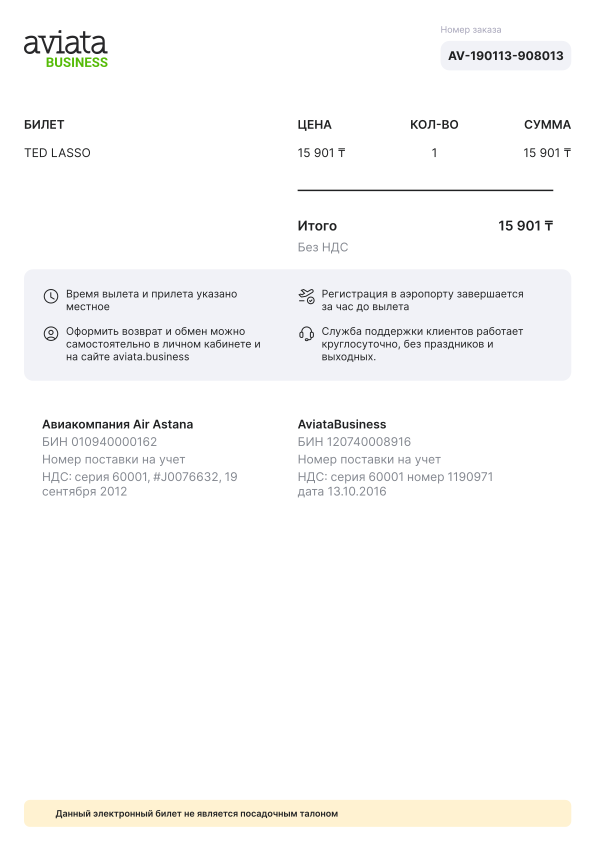 aviata
BUSINESS
Номер заказа
AV-190113-908013
БИЛЕТ ЦЕНА КОЛ-ВО СУММА
TED LASSO 15 901 ₸ 1 15 901 ₸
Итого 15 901 ₸
Без НДС
Время вылета и прилета указано
местное
Оформить возврат и обмен можно
самостоятельно в личном кабинете и
на сайте aviata.business
Регистрация в аэропорту завершается
за час до вылета
Служба поддержки клиентов работает
круглосуточно, без праздников и
выходных.
Авиакомпания Air Astana
БИН 010940000162
Номер поставки на учет
НДС: серия 60001, #J0076632, 19
сентября 2012
AviataBusiness
БИН 120740008916
Номер поставки на учет
НДС: серия 60001 номер 1190971
дата 13.10.2016
Данный электронный билет не является посадочным талоном